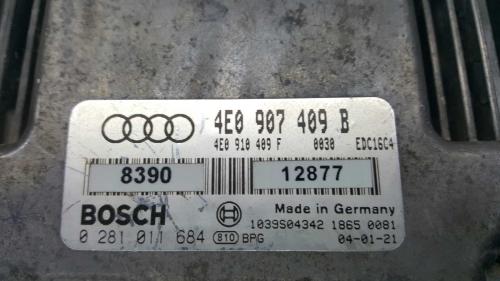 4E0 907 409 B
4E0 910 409 F 0030 EDC16C4
8390 12877
BOSCH Made in Germany
1039S04342 1865 0081
0 281 011 684 810 BPG 04-01-21